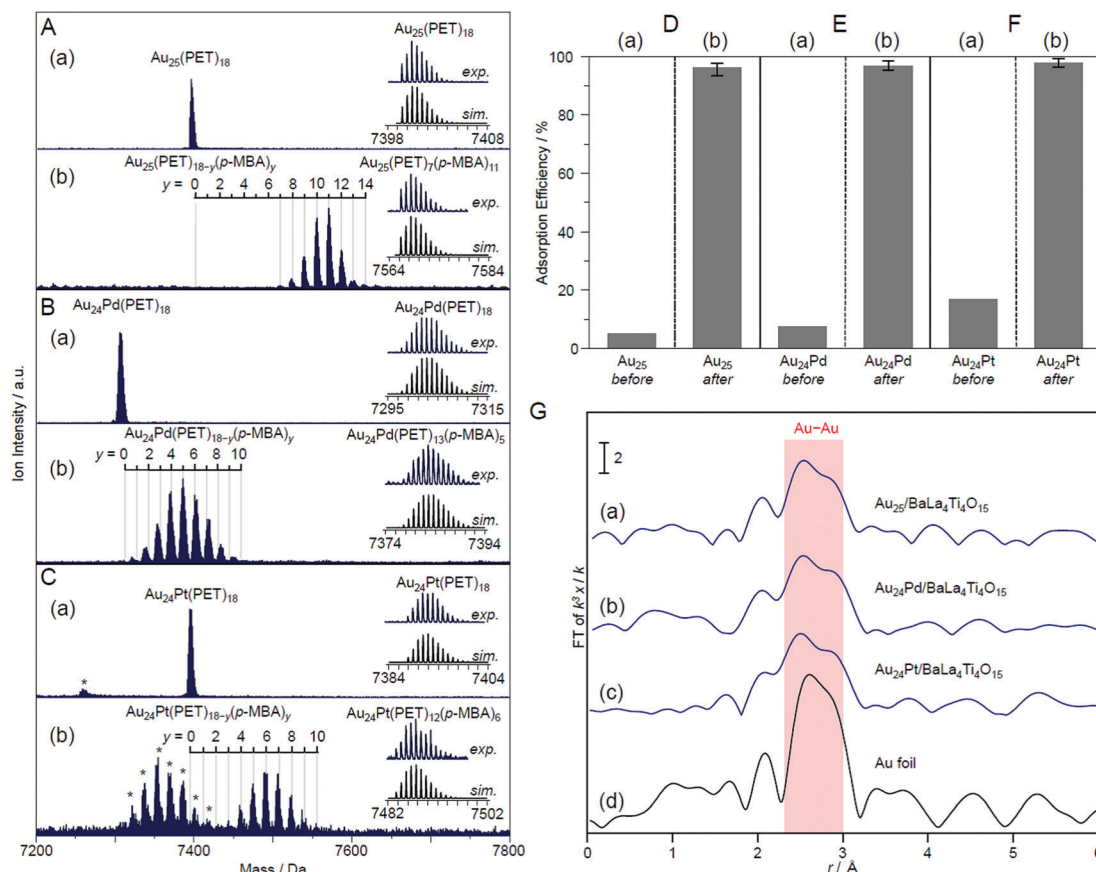 A
(a)
Au25(PET)18
Au25(PET)18
exp.
sim.
7398 7408
(b)
Au25(PET)18−y(p-MBA)y
y = 0 2 4 6 8 10 12 14
Au25(PET)7(p-MBA)11
exp.
sim.
7564 7584
B
(a)
Au24Pd(PET)18
Au24Pd(PET)18
exp.
sim.
7295 7315
(b)
Au24Pd(PET)18−y(p-MBA)y
y = 0 2 4 6 8 10
Au24Pd(PET)13(p-MBA)5
exp.
sim.
7374 7394
C
(a)
Au24Pt(PET)18
*
Au24Pt(PET)18
exp.
sim.
7384 7404
(b)
Au24Pt(PET)18−y(p-MBA)y
y = 0 2 4 6 8 10
* * * * * * *
Au24Pt(PET)12(p-MBA)6
exp.
sim.
7482 7502
7200 7400 7600 7800
Mass / Da
Ion Intensity / a.u.
D E F
(a) (b) (a) (b) (a) (b)
100
80
60
40
20
0
Adsorption Efficiency / %
Au25 Au25 Au24Pd Au24Pd Au24Pt Au24Pt
before after before after before after
G
Au−Au
2
(a)
Au25/BaLa4Ti4O15
(b)
Au24Pd/BaLa4Ti4O15
(c)
Au24Pt/BaLa4Ti4O15
Au foil
(d)
FT of k3 x / k
0 1 2 3 4 5 6
r / Å